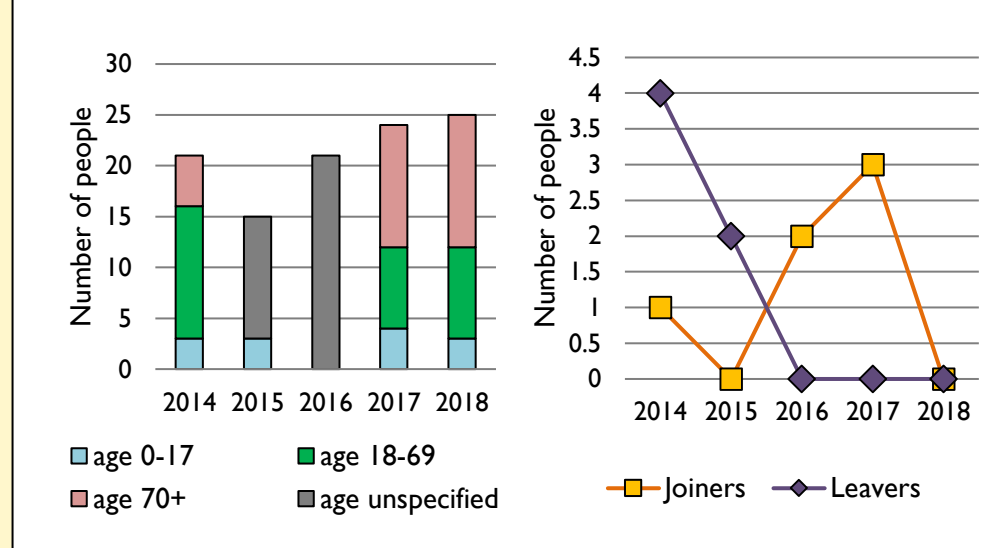 Number of people
30
25
20
15
10
5
0
2014 2015 2016 2017 2018
age 0-17 age 18-69
age 70+ age unspecified
Number of people
4.5
4
3.5
3
2.5
2
1.5
1
0.5
0
2014 2015 2016 2017 2018
Joiners Leavers